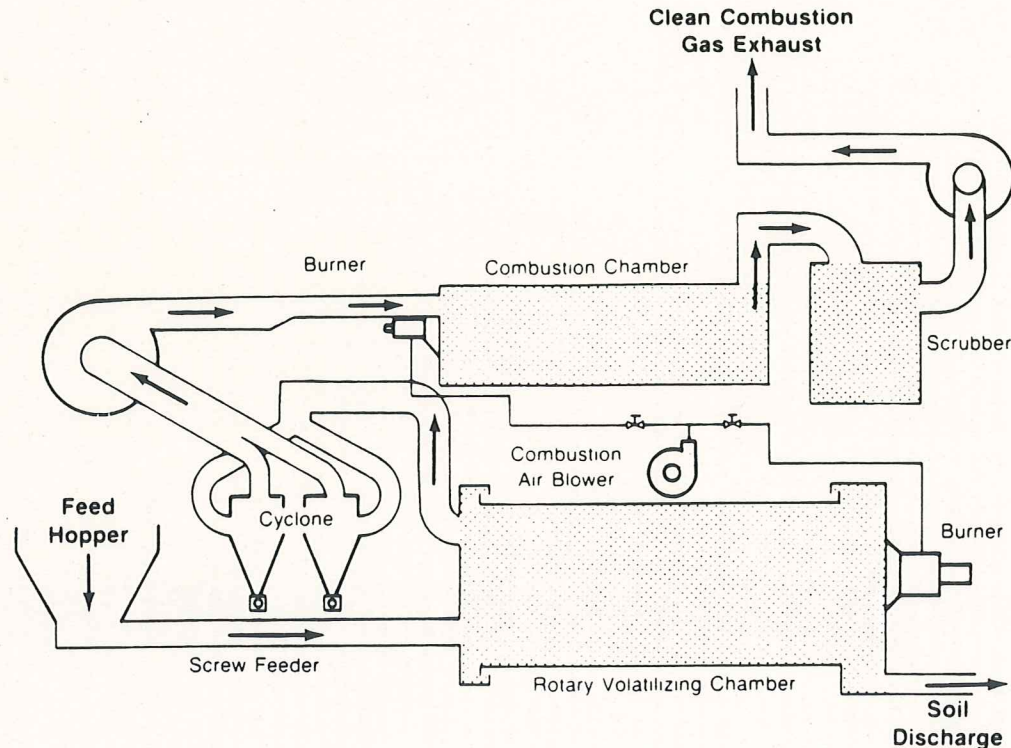 Clean Combustion
Gas Exhaust
Burner
Combustion Chamber
Scrubber
Combustion
Air Blower
Feed
Hopper
Cyclone
Burner
Screw Feeder
Rotary Volatilizing Chamber
Soil
Discharge